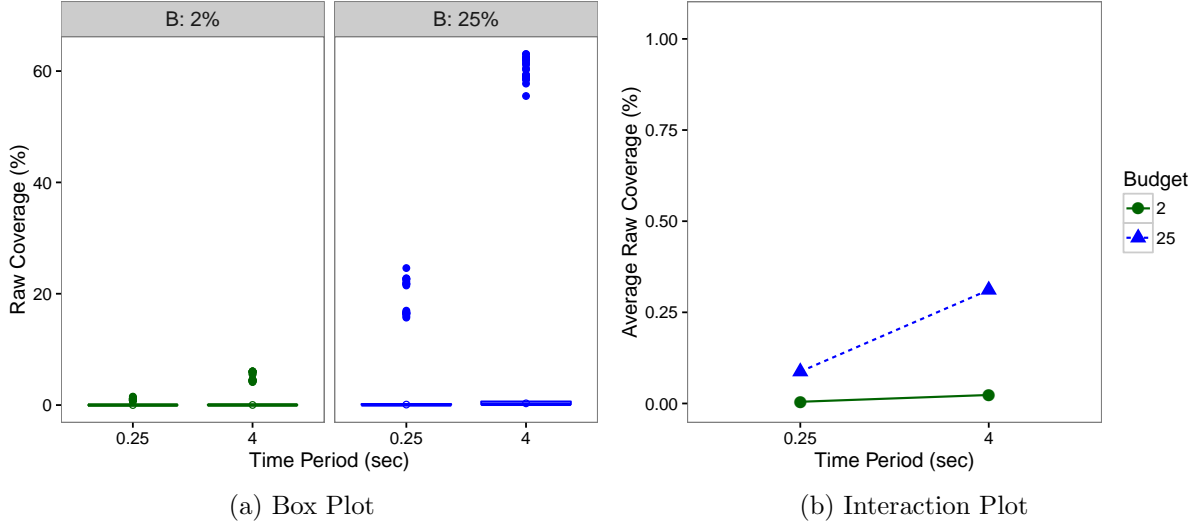 B: 2%
B: 25%
Raw Coverage (%)
60
40
20
0
0.25
4
0.25
4
Time Period (sec)
(a) Box Plot
Average Raw Coverage (%)
1.00
0.75
0.50
0.25
0.00
0.25
4
Time Period (sec)
Budget
2
25
(b) Interaction Plot